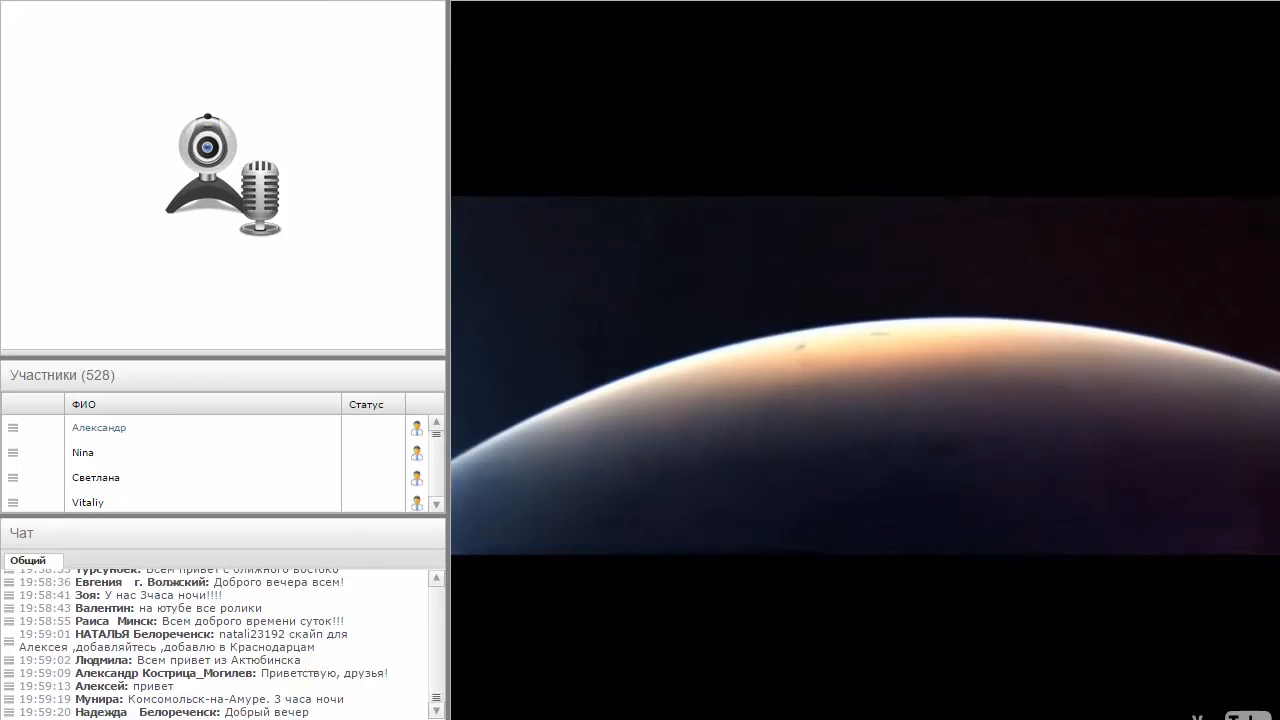 Участники (528)
ФИО Статус
Александр
Nina
Светлана
Vitaliy
Чат
Общий
Всем привет с ближнего востоко
19:58:36 Евгения г. Волжский: Доброго вечера всем!
19:58:41 Зоя: У нас 3часа ночи!!!!
19:58:43 Валентин: на ютубе все ролики
19:58:55 Раиса Минск: Всем доброго времени суток!!!
19:59:01 НАТАЛЬЯ Белореченск: natali23192 скайп для
Алексея ,добавляйтесь ,добавлю в Краснодарцам
19:59:02 Людмила: Всем привет из Актюбинска
19:59:09 Александр Кострица_Могилев: Приветствую, друзья!
19:59:13 Алексей: привет
19:59:19 Мунира: Комсомольск-на-Амуре. 3 часа ночи
19:59:20 Надежда Белореченск: Добрый вечер